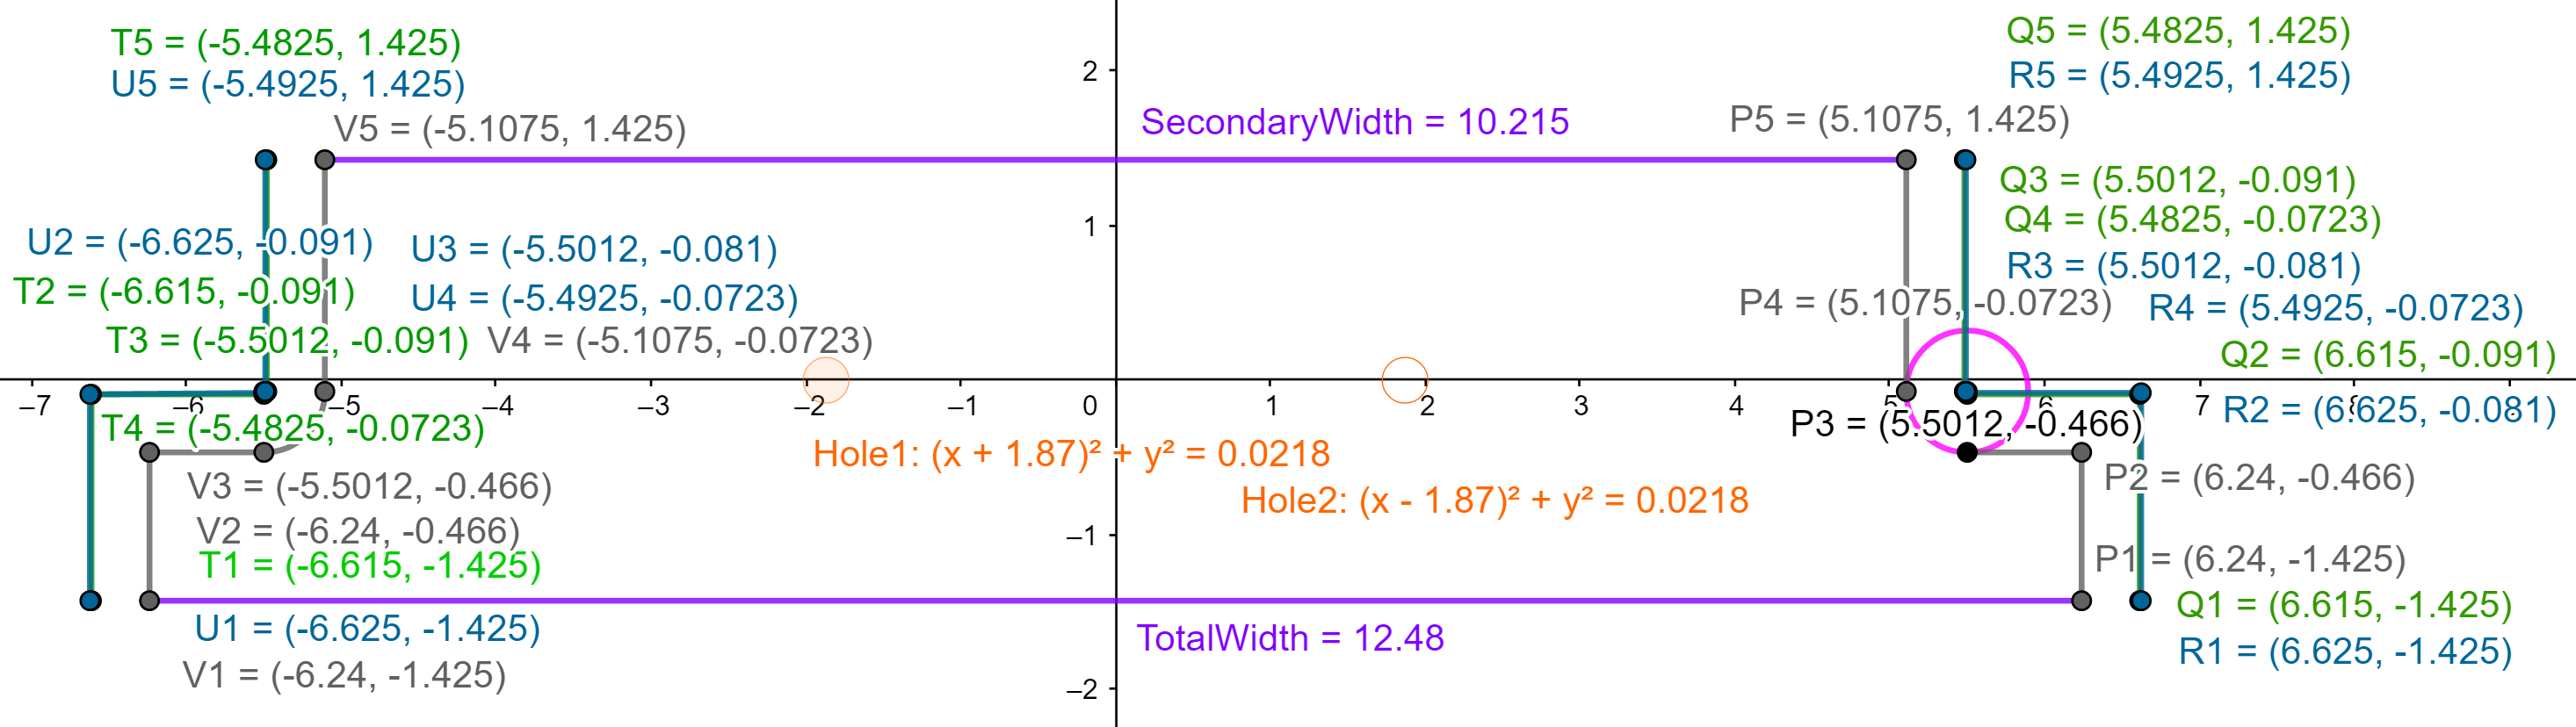 T5 = (-5.4825, 1.425)
U5 = (-5.4925, 1.425)
V5 = (-5.1075, 1.425)
SecondaryWidth = 10.215
P5 = (5.1075, 1.425)
Q5 = (5.4825, 1.425)
R5 = (5.4925, 1.425)
2
1
U2 = (-6.625, -0.091)
T2 = (-6.615, -0.091)
T3 = (-5.5012, -0.091)
U3 = (-5.5012, -0.081)
U4 = (-5.4925, -0.0723)
V4 = (-5.1075, -0.0723)
Q3 = (5.5012, -0.091)
Q4 = (5.4825, -0.0723)
R3 = (5.5012, -0.081)
P4 = (5.1075, -0.0723)
R4 = (5.4925, -0.0723)
Q2 = (6.615, -0.091)
R2 = (6.625, -0.081)
–7 –6 –5 –4 –3 –2 –1 0 1 2 3 4 5 6 7 8
T4 = (-5.4825, -0.0723)
P3 = (5.5012, -0.466)
Hole1: (x + 1.87)² + y² = 0.0218
Hole2: (x - 1.87)² + y² = 0.0218
V3 = (-5.5012, -0.466)
V2 = (-6.24, -0.466)
T1 = (-6.615, -1.425)
U1 = (-6.625, -1.425)
V1 = (-6.24, -1.425)
–1
–2
TotalWidth = 12.48
P2 = (6.24, -0.466)
P1 = (6.24, -1.425)
Q1 = (6.615, -1.425)
R1 = (6.625, -1.425)